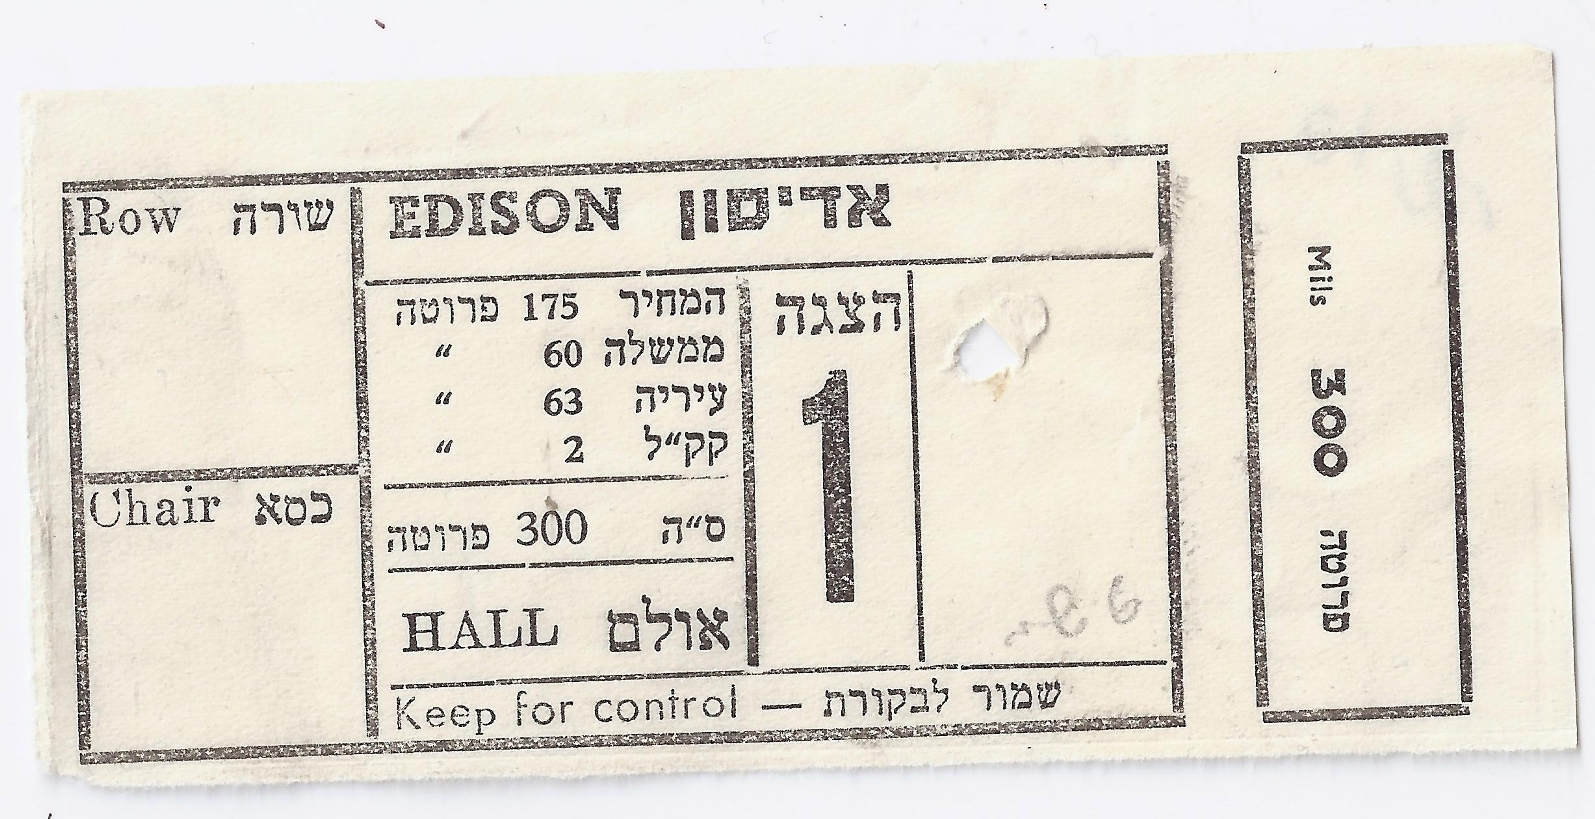 Row שורה
Chair כסא
EDISON אדיסון
המחיר 175 פרוטה
ממשלה 60 "
עיריה 63 "
קק"ל 2 "
ס"ה 300 פרוטה
HALL אולם
הצגה
1
Keep for control — שמור לבקורת
Mils 300 פרוטה